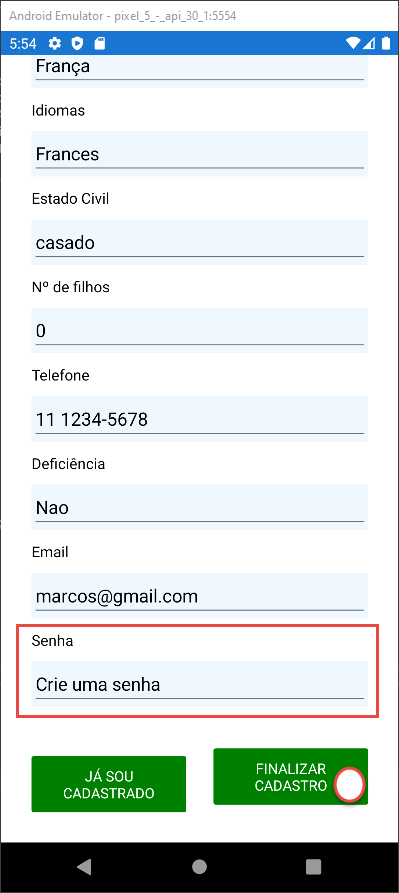 Android Emulator - pixel_5_-_api_30_1:5554
5:54
França
Idiomas
Frances
Estado Civil
casado
Nº de filhos
0
Telefone
11 1234-5678
Deficiência
Nao
Email
marcos@gmail.com
Senha
Crie uma senha
JÁ SOU
CADASTRADO
FINALIZAR
CADASTRO